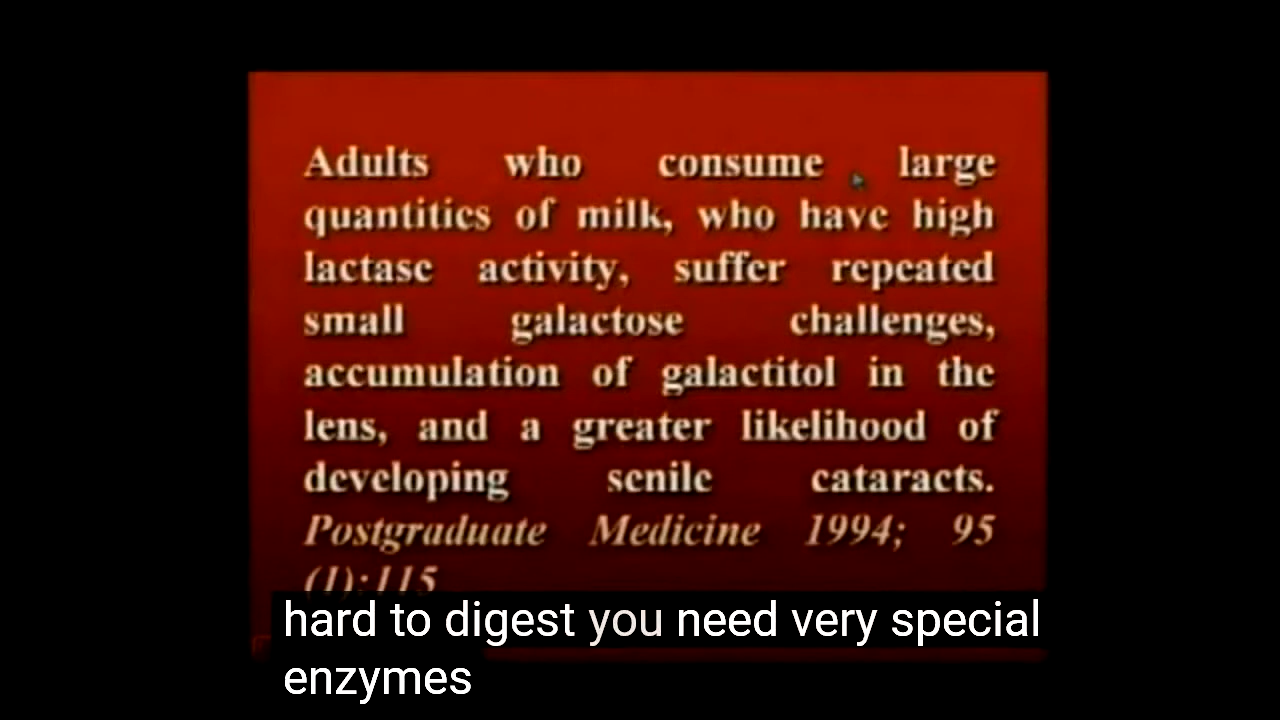 Adults who consume large
quantities of milk, who have high
lactase activity, suffer repeated
small galactose challenges,
accumulation of galactitol in the
lens, and a greater likelihood of
developing senile cataracts.
Postgraduate Medicine 1994; 95
(1):115
hard to digest you need very special
enzymes